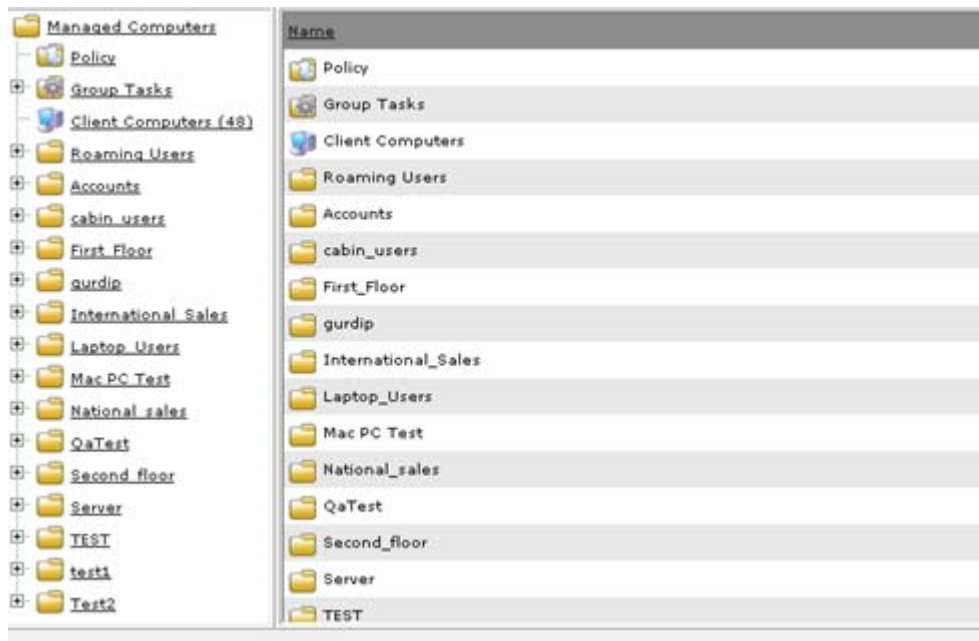 Managed Computers
Policy
Group Tasks
Client Computers (48)
Roaming Users
Accounts
cabin_users
First_Floor
gurdip
International_Sales
Laptop_Users
Mac PC Test
National_sales
QaTest
Second_floor
Server
TEST
test1
Test2
Name
Policy
Group Tasks
Client Computers
Roaming Users
Accounts
cabin_users
First_Floor
gurdip
International_Sales
Laptop_Users
Mac PC Test
National_sales
QaTest
Second_floor
Server
TEST